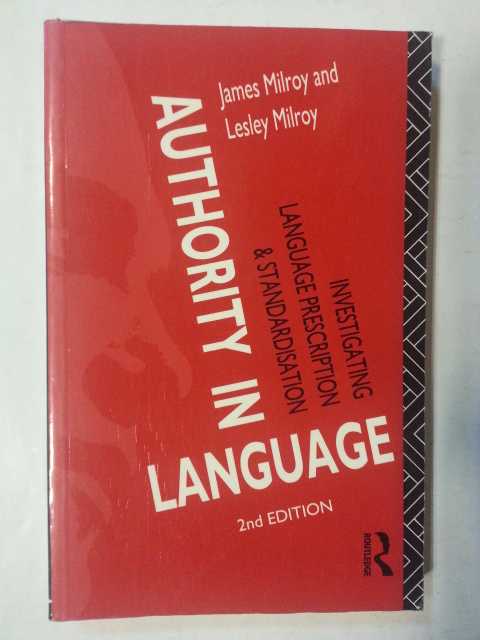 James Milroy and
Lesley Milroy
AUTHORITY IN
LANGUAGE
INVESTIGATING
LANGUAGE PRESCRIPTION
& STANDARDISATION
2nd EDITION
ROUTLEDGE